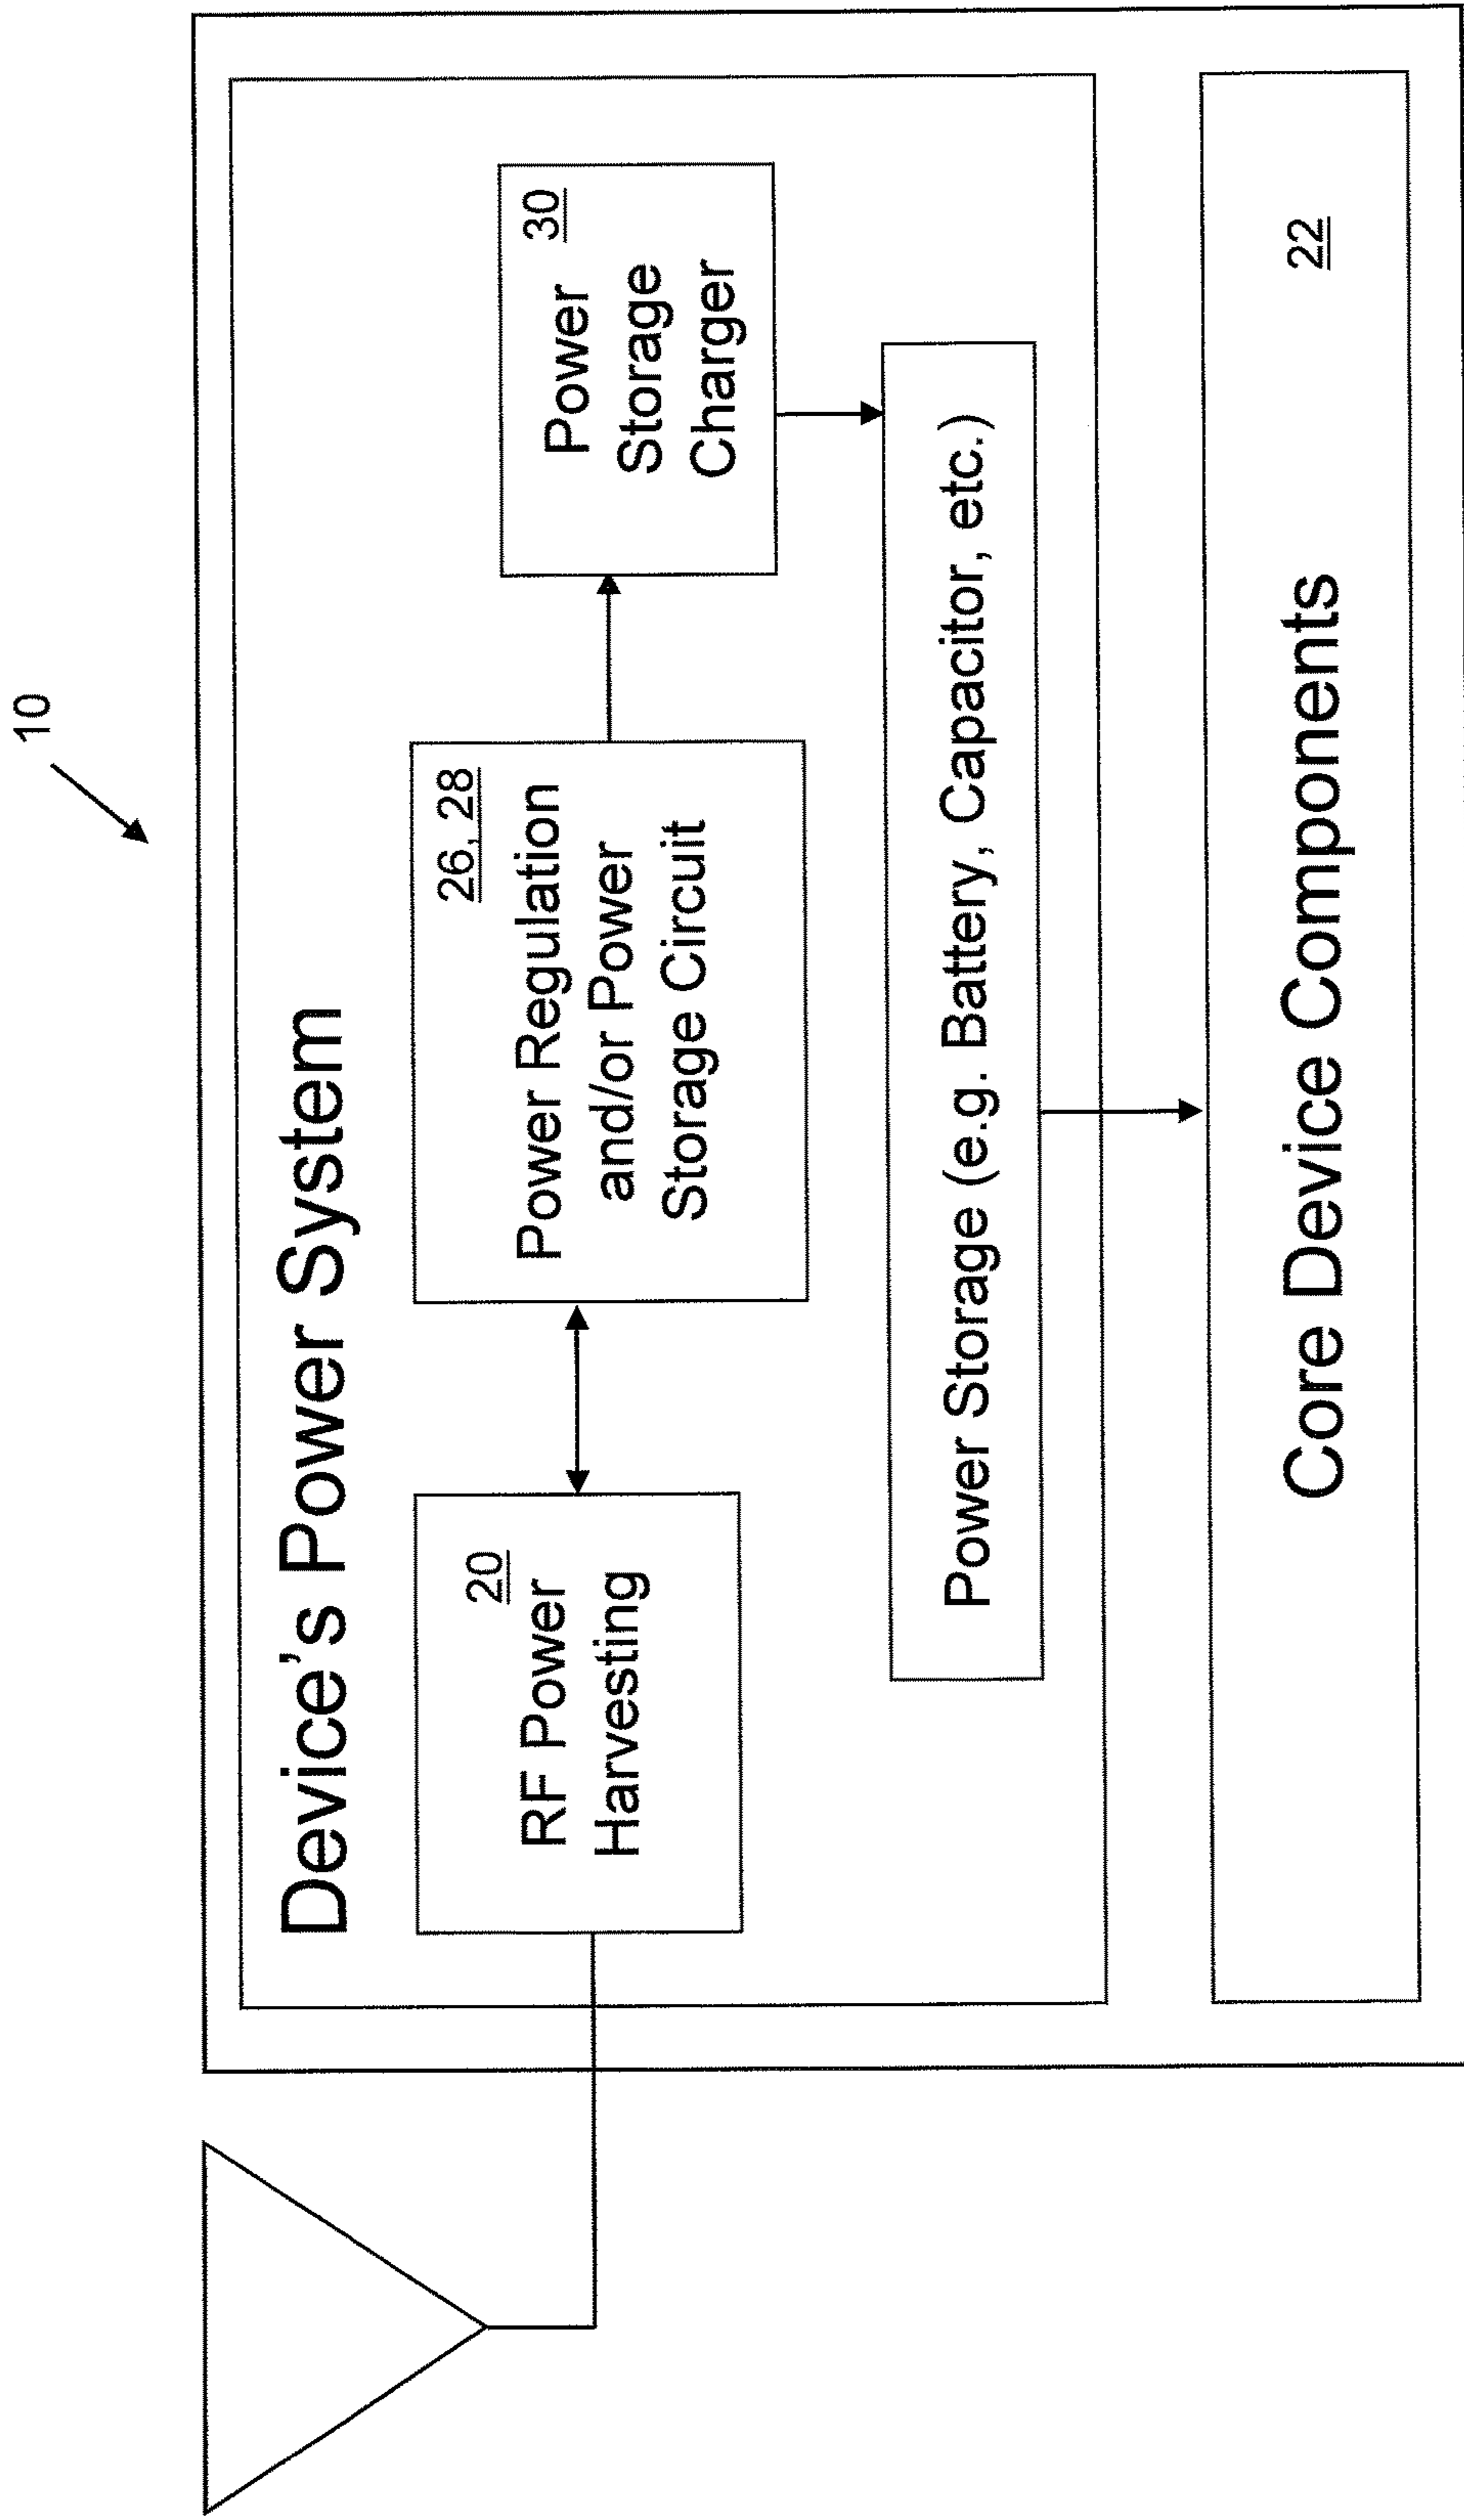 10
Device’s Power System
20
RF Power
Harvesting
26, 28
Power Regulation
and/or Power
Storage Circuit
30
Power
Storage
Charger
Power Storage (e.g. Battery, Capacitor, etc.)
22
Core Device Components